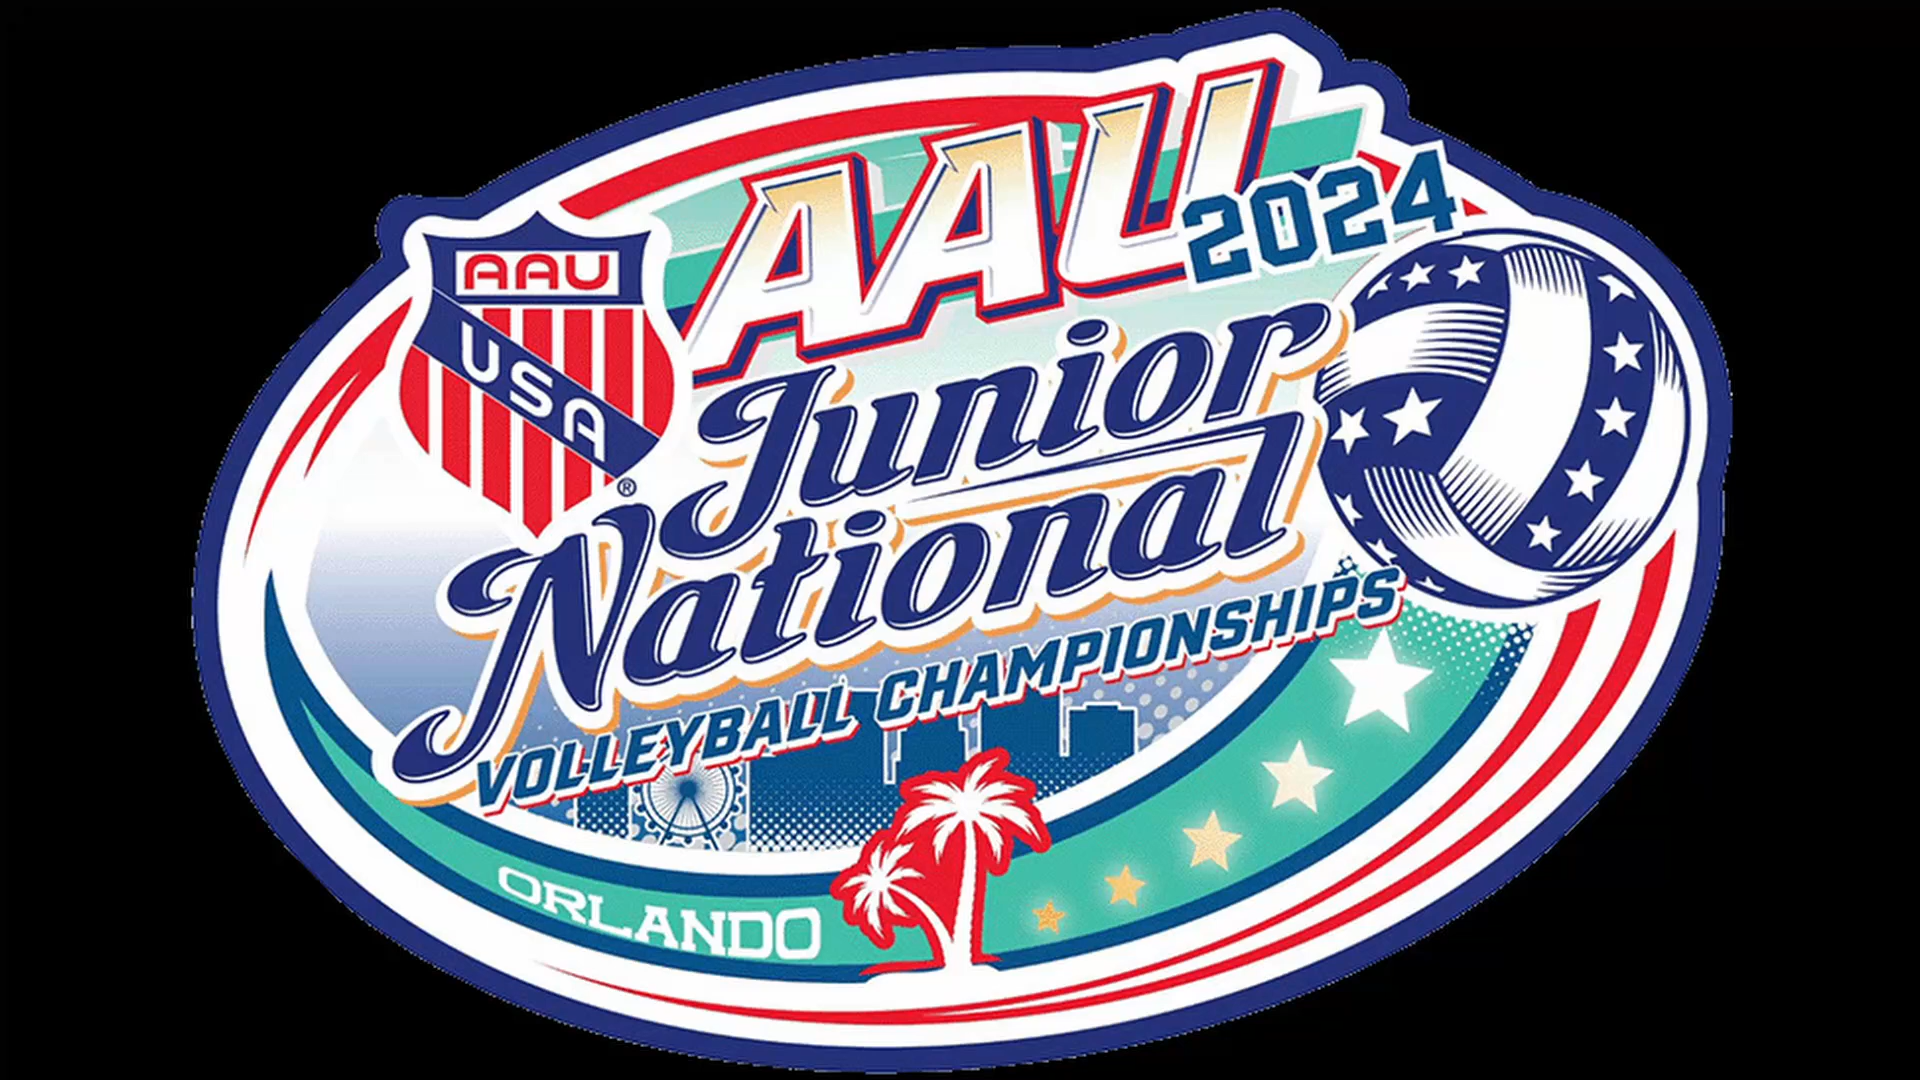 AAU
2024
AAU
USA
®
Junior
National
VOLLEYBALL CHAMPIONSHIPS
ORLANDO